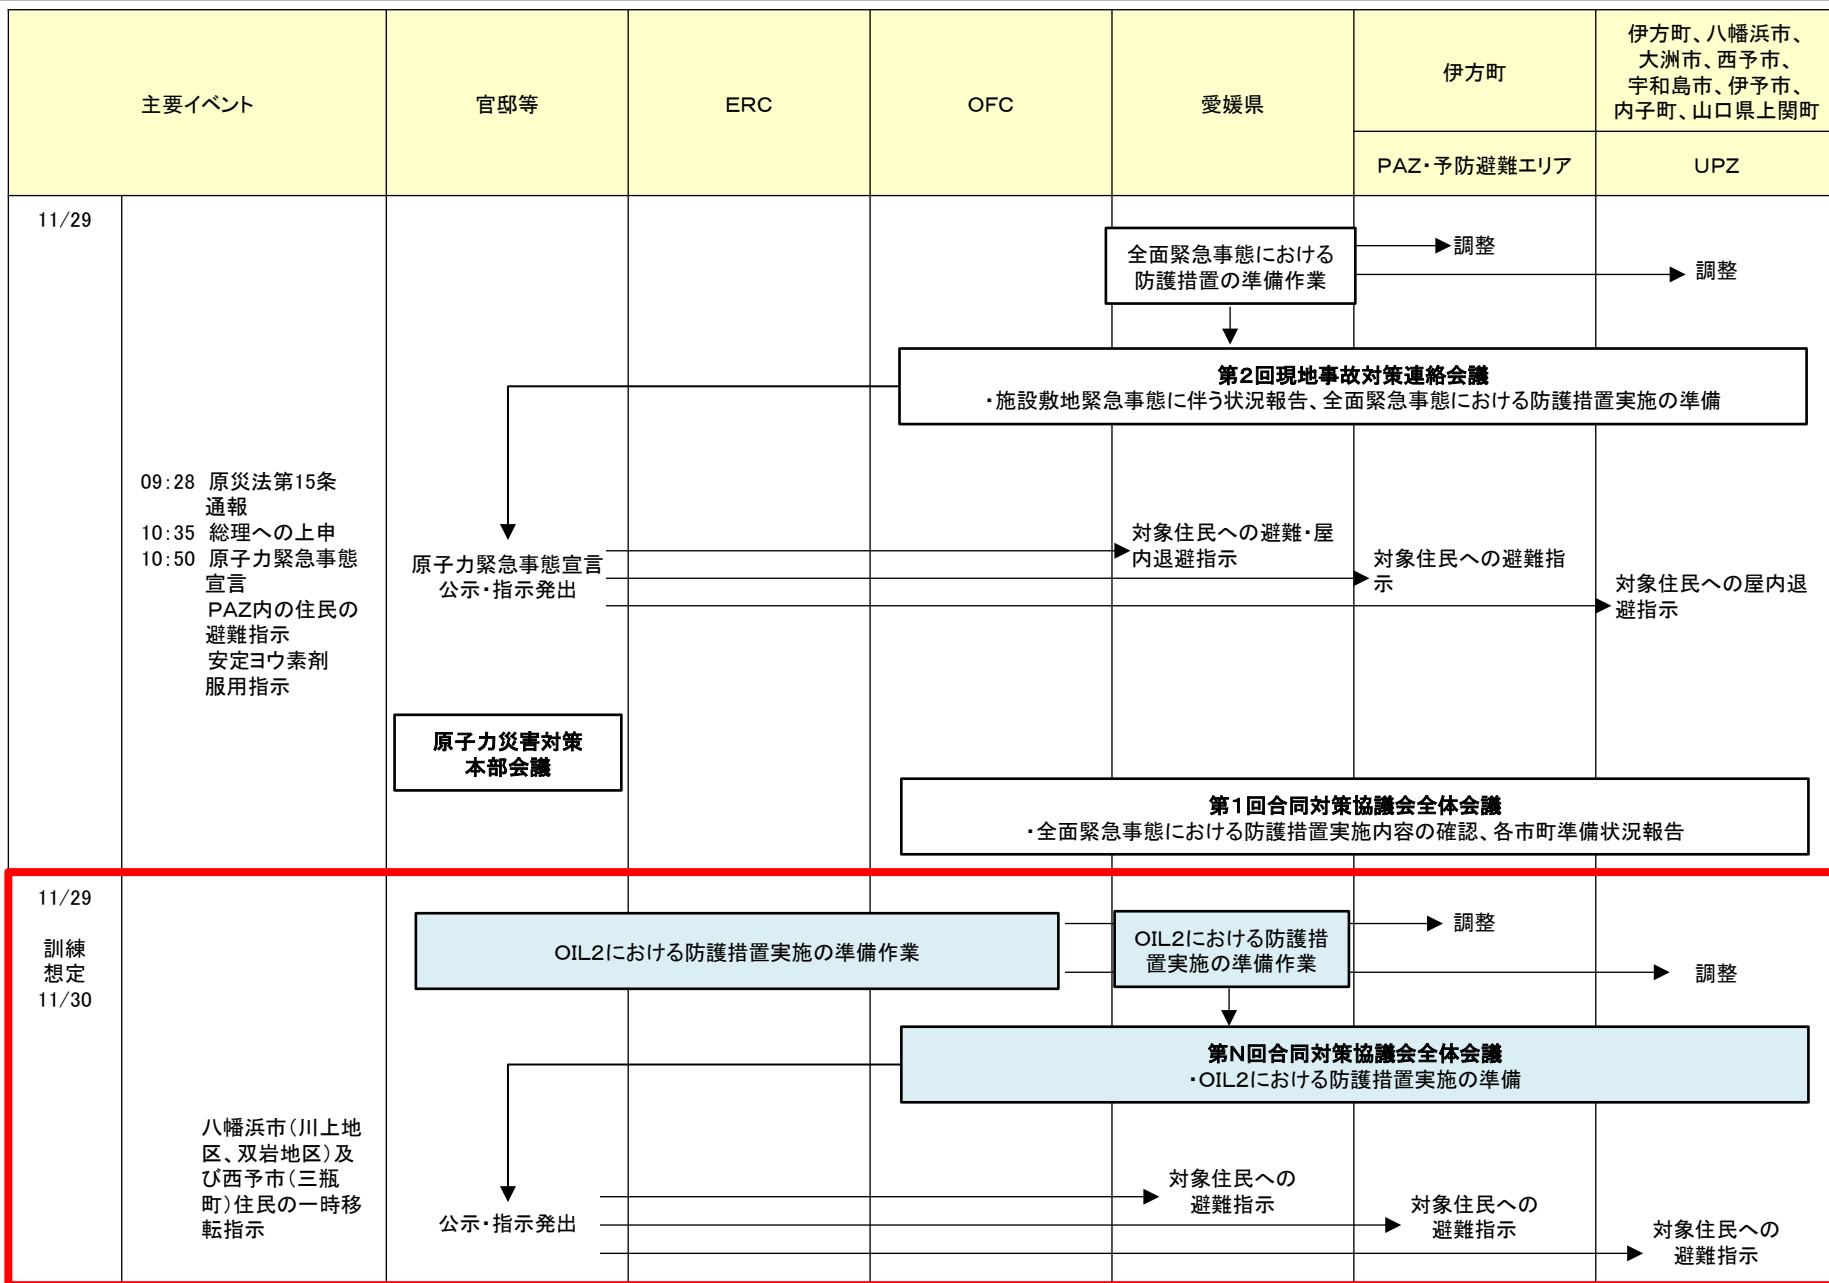 主要イベント
官邸等
ERC
OFC
愛媛県
伊方町
伊方町、八幡浜市、
大洲市、西予市、
宇和島市、伊予市、
内子町、山口県上関町
PAZ・予防避難エリア
UPZ
11/29
全面緊急事態における
防護措置の準備作業
調整
調整
第2回現地事故対策連絡会議
・施設敷地緊急事態に伴う状況報告、全面緊急事態における防護措置実施の準備
09:28 原災法第15条
通報
10:35 総理への上申
10:50 原子力緊急事態
宣言
PAZ内の住民の
避難指示
安定ヨウ素剤
服用指示
原子力緊急事態宣言
公示・指示発出
対象住民への避難・屋
内退避指示
対象住民への避難指
示
対象住民への屋内退
避指示
原子力災害対策
本部会議
第1回合同対策協議会全体会議
・全面緊急事態における防護措置実施内容の確認、各市町準備状況報告
11/29
訓練
想定
11/30
OIL2における防護措置実施の準備作業
OIL2における防護措
置実施の準備作業
調整
調整
第N回合同対策協議会全体会議
・OIL2における防護措置実施の準備
八幡浜市(川上地
区、双岩地区)及
び西予市(三瓶
町)住民の一時移
転指示
公示・指示発出
対象住民への
避難指示
対象住民への
避難指示
対象住民への
避難指示